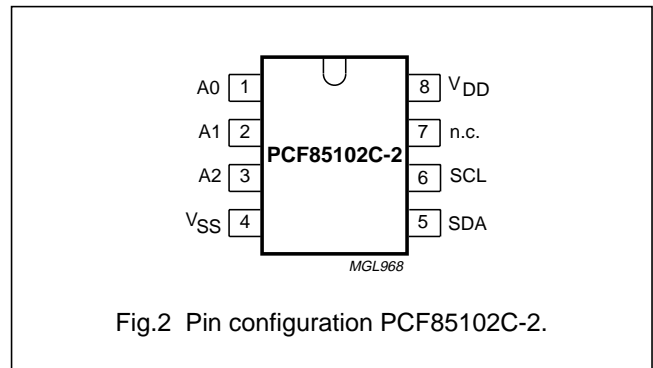 A0 1 8 VDD
A1 2 7 n.c.
PCF85102C-2
A2 3 6 SCL
VSS 4 5 SDA
MGL968
Fig.2 Pin configuration PCF85102C-2.